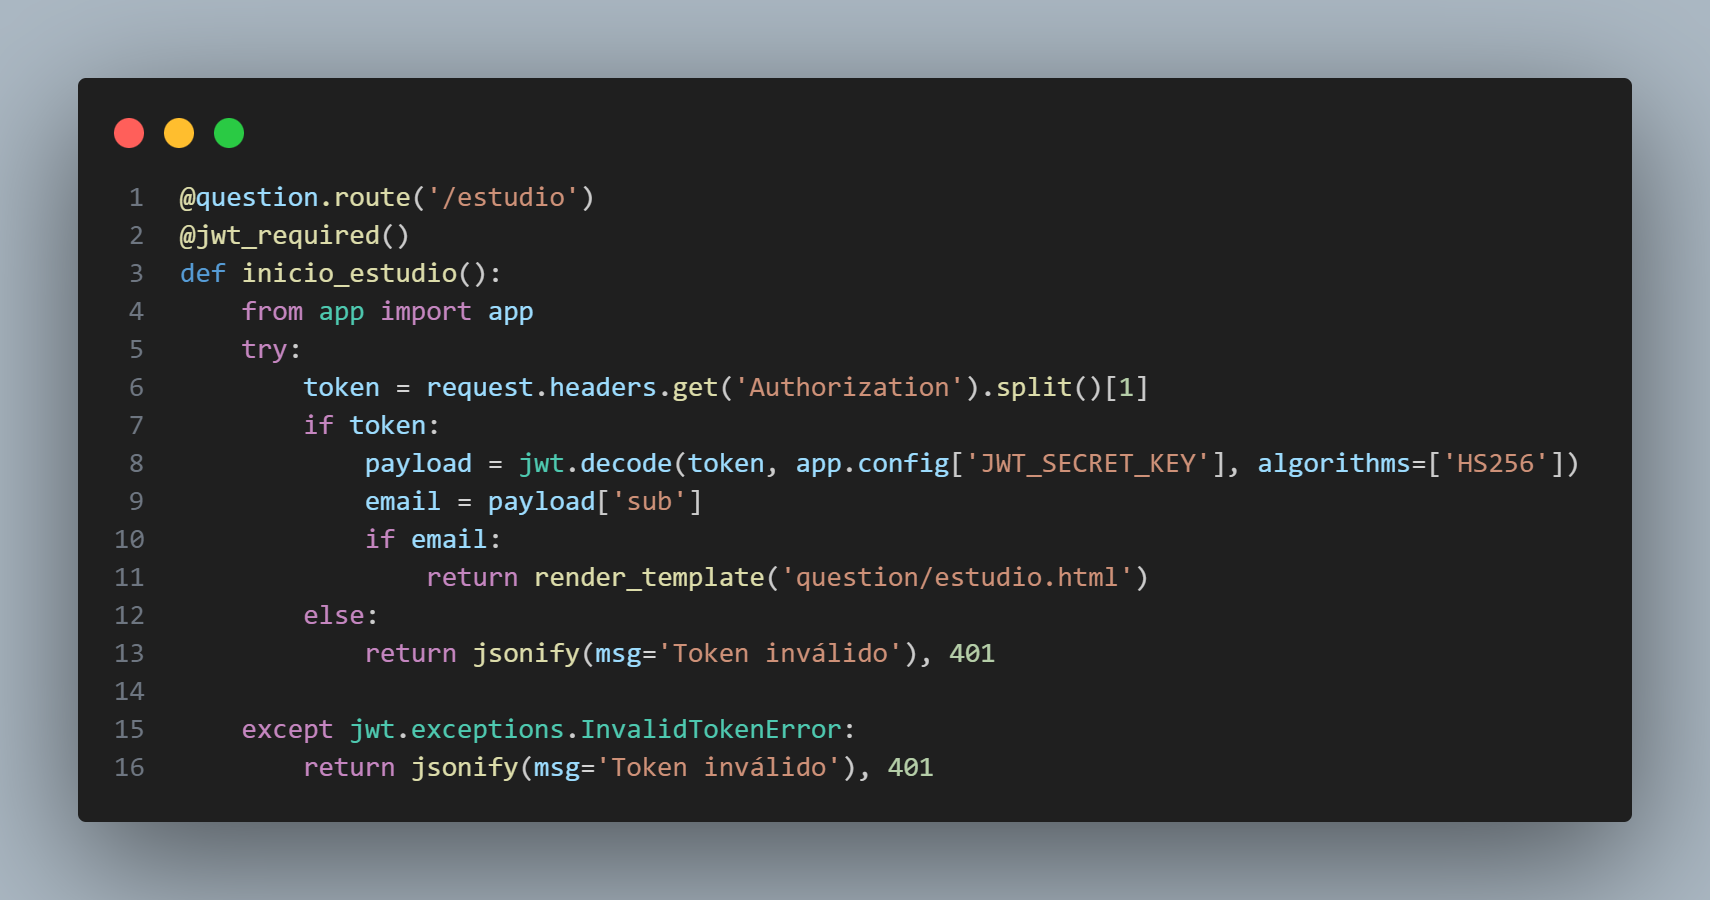 1 @question.route('/estudio')
2 @jwt_required()
3 def inicio_estudio():
4     from app import app
5     try:
6         token = request.headers.get('Authorization').split()[1]
7         if token:
8             payload = jwt.decode(token, app.config['JWT_SECRET_KEY'], algorithms=['HS256'])
9             email = payload['sub']
10             if email:
11                 return render_template('question/estudio.html')
12         else:
13             return jsonify(msg='Token inválido'), 401
14
15     except jwt.exceptions.InvalidTokenError:
16         return jsonify(msg='Token inválido'), 401